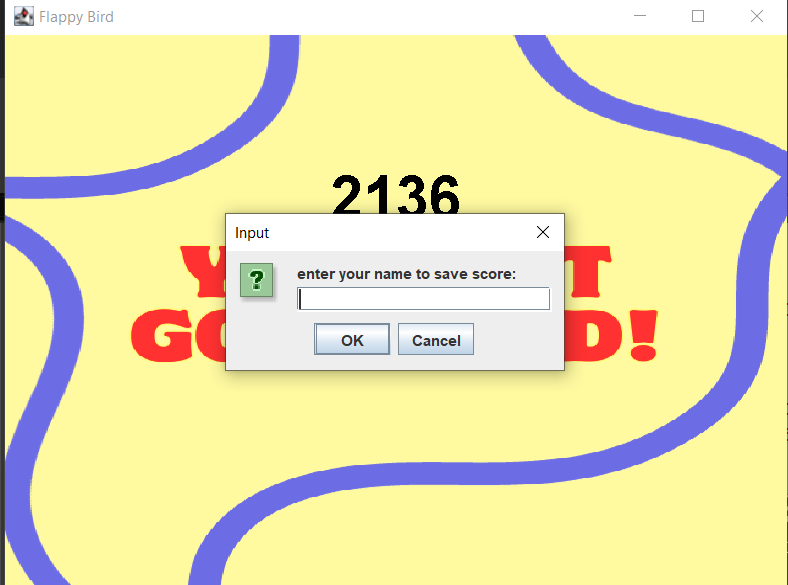 Flappy Bird
2136
Input
?
enter your name to save score:
OK
Cancel